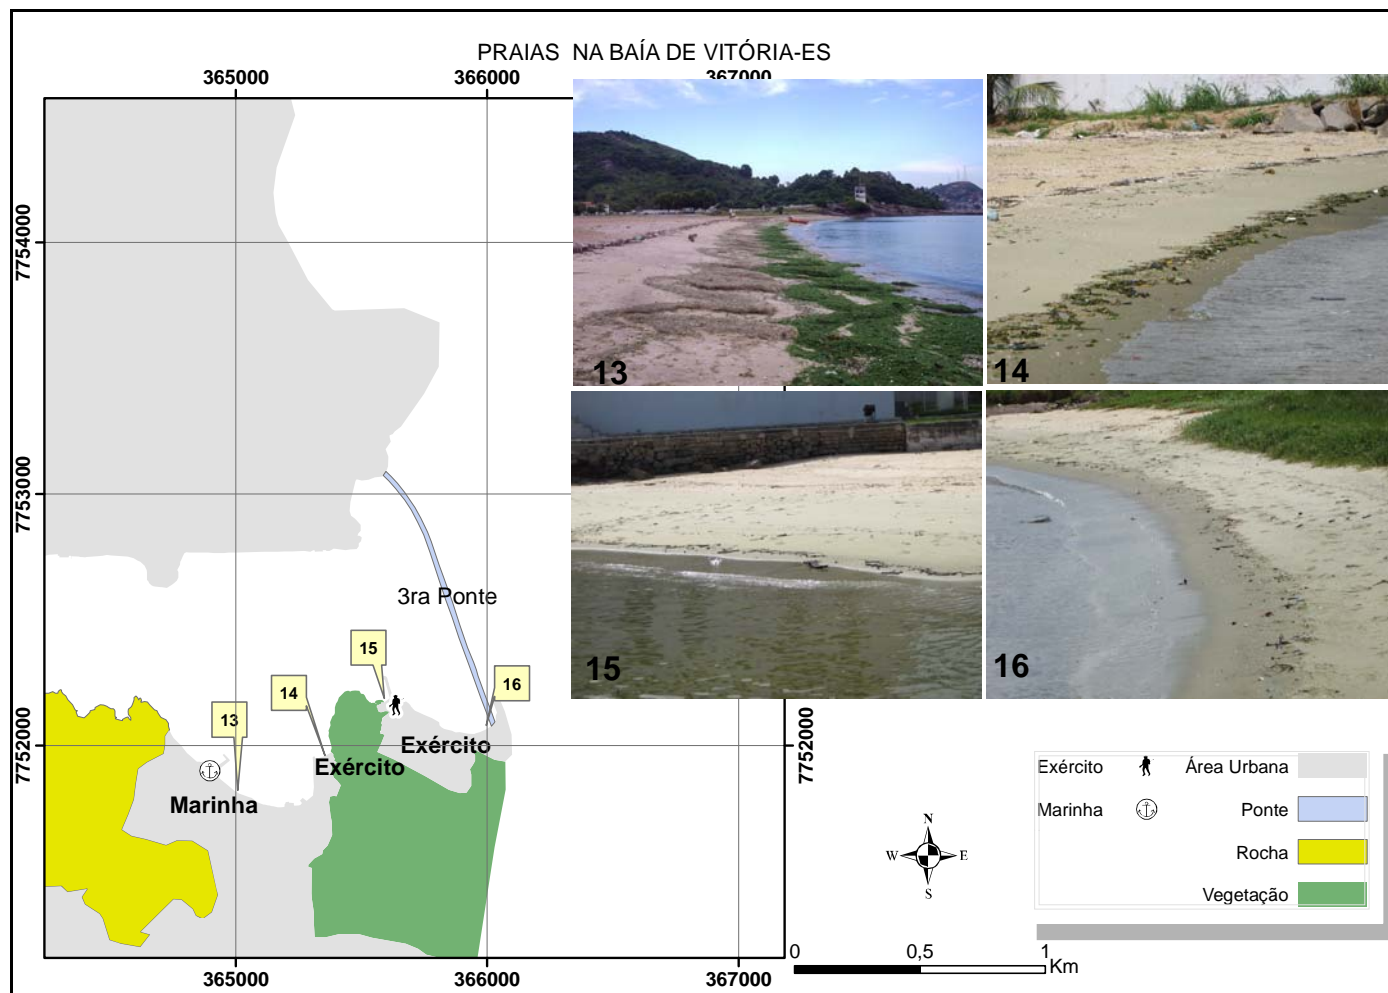 PRAIAS NA BAÍA DE VITÓRIA-ES
365000
366000
367000
7754000
7753000
7752000
7752000
13
14
15
16
3ra Ponte
15
16
14
13
Exército
Exército
Marinha
Exército
Área Urbana
Marinha
Ponte
Rocha
Vegetação
N
W
E
S
0
0,5
1
Km
365000
366000
367000